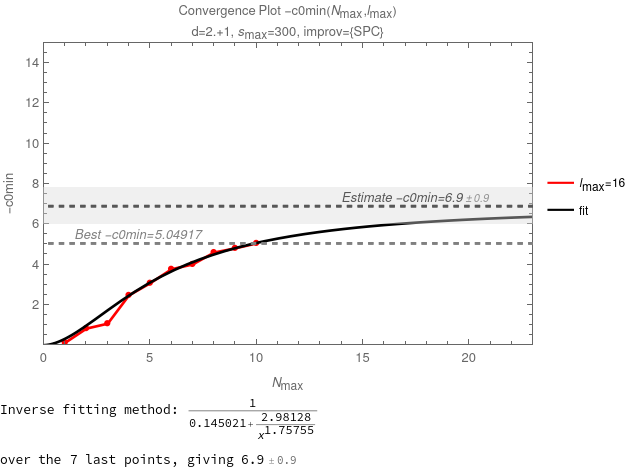 Convergence Plot −c0min(Nmax,lmax)
d=2.+1, smax=300, improv={SPC}
−c0min
14
12
10
8
6
4
2
Estimate −c0min=6.9 ±0.9
Best −c0min=5.04917
lmax=16
fit
0 5 10 15 20
Nmax
Inverse fitting method: 1
0.145021+ 2.98128
x1.75755
over the 7 last points, giving 6.9 ±0.9